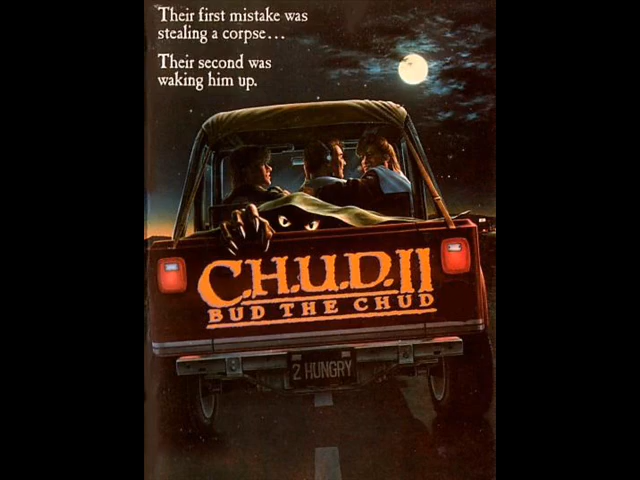 Their first mistake was
stealing a corpse...
Their second was
waking him up.
C.H.U.D. II
BUD THE CHUD
2 HUNGRY